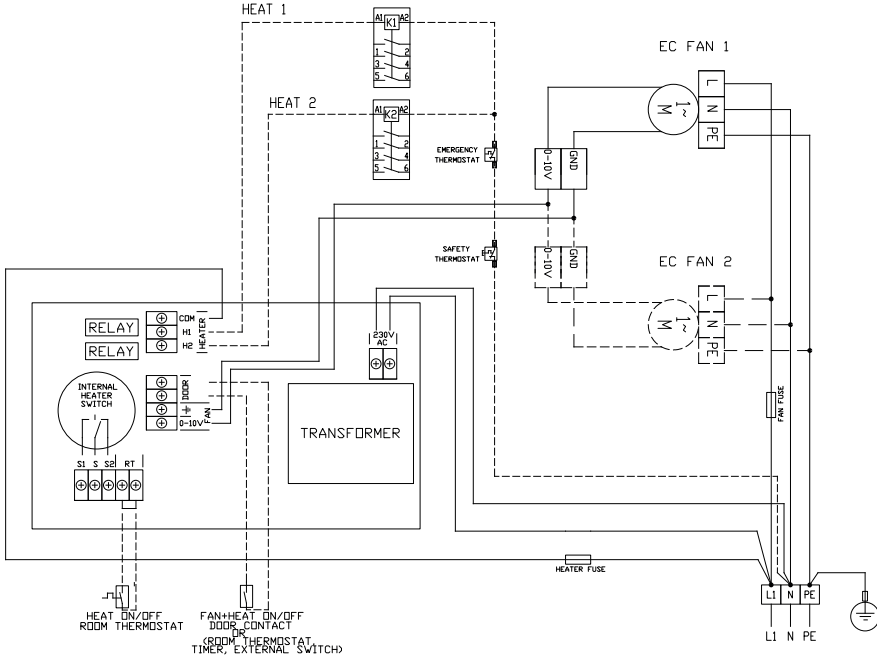 HEAT 1
A1 K1 A2
1 2
3 4
5 6
HEAT 2
A1 K2 A2
1 2
3 4
5 6
EMERGENCY
THERMOSTAT
SAFETY
THERMOSTAT
EC FAN 1
L
N
PE
1~
M
0-10V
GND
0-10V
GND
EC FAN 2
L
N
PE
1~
M
RELAY
RELAY
COM
H1
H2
HEATER
230V
AC
INTERNAL
HEATER
SWITCH
DOOR
FAN
0-10V
S1 S S2 RT
TRANSFORMER
FAN FUSE
HEATER FUSE
L1 N PE
L1 N PE
HEAT ON/OFF
ROOM THERMOSTAT
FAN+HEAT ON/OFF
DOOR CONTACT
OR
(ROOM THERMOSTAT,
TIMER, EXTERNAL SWITCH)